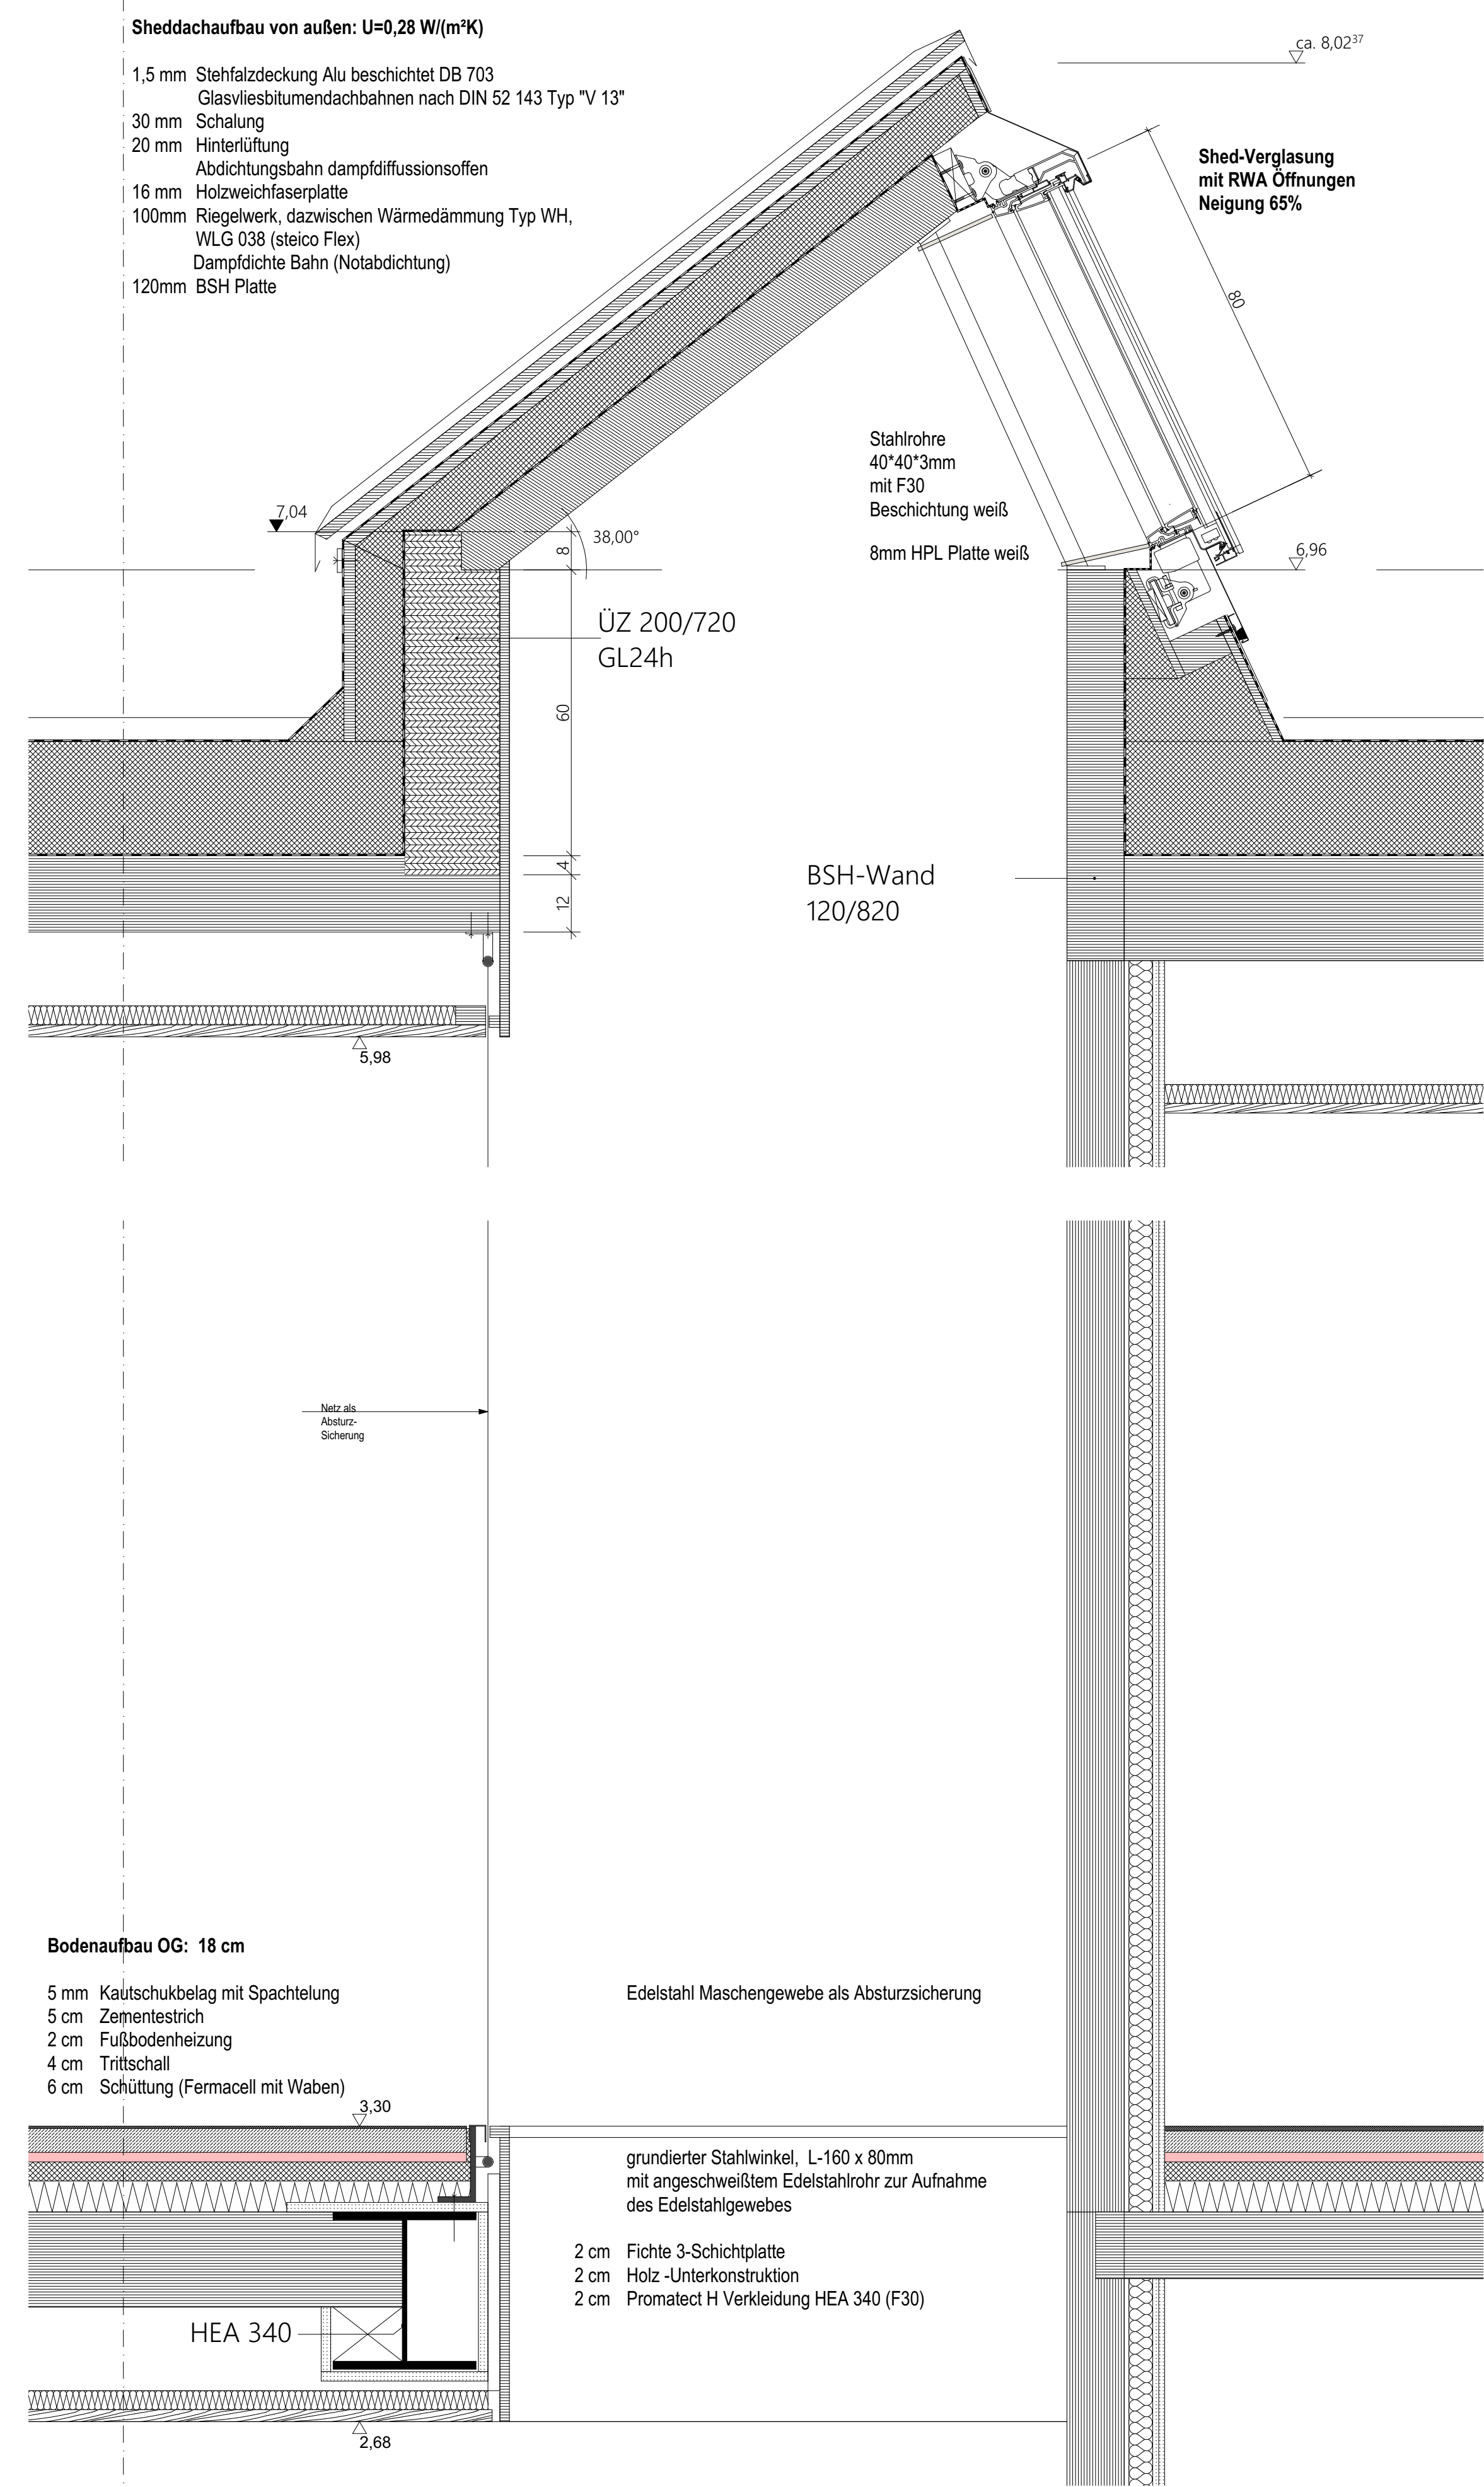 Sheddachaufbau von außen: U=0,28 W/(m²K)
1,5 mm Stehfalzdeckung Alu beschichtet DB 703
Glasvliesbitumendachbahnen nach DIN 52 143 Typ "V 13"
30 mm Schalung
20 mm Hinterlüftung
Abdichtungsbahn dampfdiffussionsoffen
16 mm Holzweichfaserplatte
100mm Riegelwerk, dazwischen Wärmedämmung Typ WH,
WLG 038 (steico Flex)
Dampfdichte Bahn (Notabdichtung)
120mm BSH Platte
ca. 8,02³⁷
Shed-Verglasung
mit RWA Öffnungen
Neigung 65%
80
Stahlrohre
40*40*3mm
mit F30
Beschichtung weiß
8mm HPL Platte weiß
7,04
8
38,00°
6,96
ÜZ 200/720
GL24h
60
4
12
BSH-Wand
120/820
5,98
Netz als
Absturz-
Sicherung
Bodenaufbau OG: 18 cm
5 mm Kautschukbelag mit Spachtelung
5 cm Zementestrich
2 cm Fußbodenheizung
4 cm Trittschall
6 cm Schüttung (Fermacell mit Waben)
3,30
Edelstahl Maschengewebe als Absturzsicherung
grundierter Stahlwinkel, L-160 x 80mm
mit angeschweißtem Edelstahlrohr zur Aufnahme
des Edelstahlgewebes
2 cm Fichte 3-Schichtplatte
2 cm Holz -Unterkonstruktion
2 cm Promatect H Verkleidung HEA 340 (F30)
HEA 340
2,68